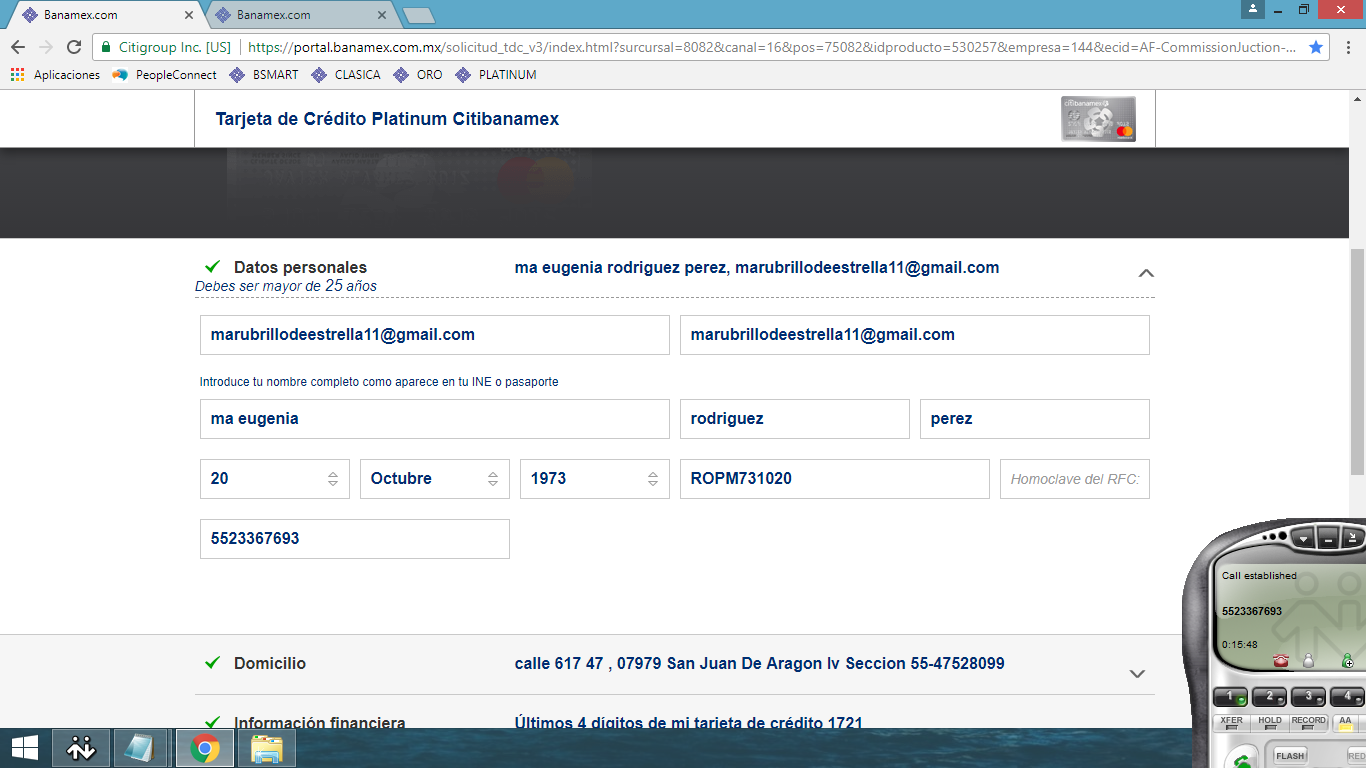 Banamex.com
Banamex.com
Citigroup Inc. [US]
https://portal.banamex.com.mx/solicitud_tdc_v3/index.html?surcursal=8082&canal=16&pos=75082&idproducto=530257&empresa=144&ecid=AF-CommissionJuction-...
Aplicaciones PeopleConnect BSMART CLASICA ORO PLATINUM
Tarjeta de Crédito Platinum Citibanamex
citibanamex
Datos personales ma eugenia rodriguez perez, marubrillodeestrella11@gmail.com
Debes ser mayor de 25 años
marubrillodeestrella11@gmail.com marubrillodeestrella11@gmail.com
Introduce tu nombre completo como aparece en tu INE o pasaporte
ma eugenia rodriguez perez
20 Octubre 1973 ROPM731020 Homoclave del RFC:
5523367693
Call established
5523367693
0:15:48
Domicilio calle 617 47 , 07979 San Juan De Aragon Iv Seccion 55-47528099
Información financiera Últimos 4 dígitos de mi tarjeta de crédito 1721
1 2 3 4
XFER HOLD RECORD AA
FLASH RED